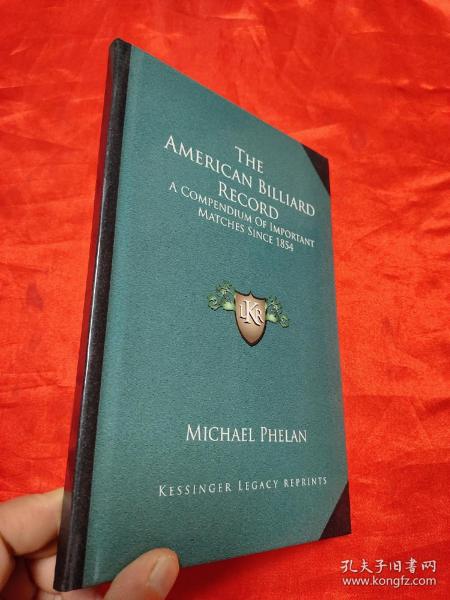 The
American Billiard
Record
A Compendium Of Important
Matches Since 1854
LKR
Michael Phelan
Kessinger Legacy Reprints
孔夫子旧书网
www.kongfz.com